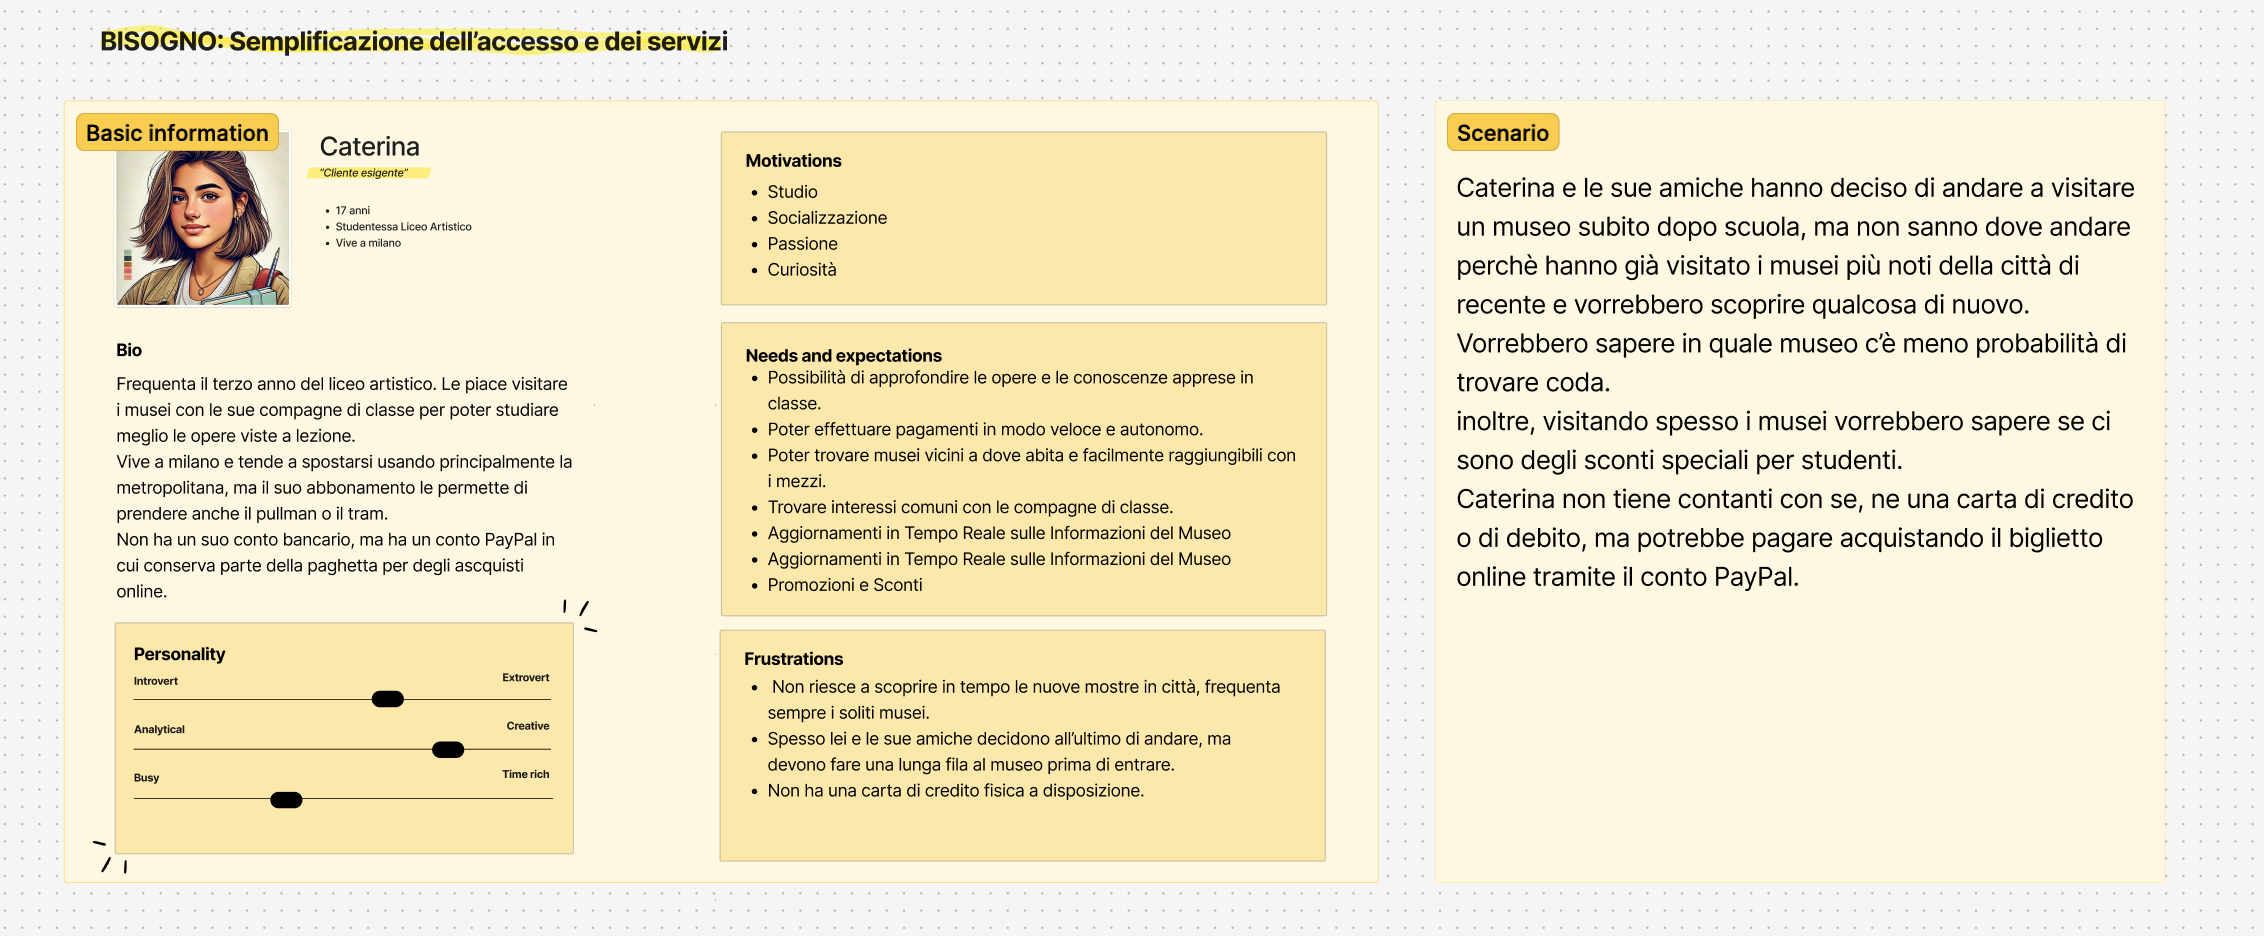 BISOGNO: Semplificazione dell'accesso e dei servizi
Basic information
Caterina
"Cliente esigente"
• 17 anni
• Studentessa Liceo Artistico
• Vive a milano
Bio
Frequenta il terzo anno del liceo artistico. Le piace visitare
i musei con le sue compagne di classe per poter studiare
meglio le opere viste a lezione.
Vive a milano e tende a spostarsi usando principalmente la
metropolitana, ma il suo abbonamento le permette di
prendere anche il pullman o il tram.
Non ha un suo conto bancario, ma ha un conto PayPal in
cui conserva parte della paghetta per degli ascquisti
online.
Personality
Introvert
Extrovert
Analytical
Creative
Busy
Time rich
Motivations
• Studio
• Socializzazione
• Passione
• Curiosità
Needs and expectations
• Possibilità di approfondire le opere e le conoscenze apprese in
classe.
• Poter effettuare pagamenti in modo veloce e autonomo.
• Poter trovare musei vicini a dove abita e facilmente raggiungibili con
i mezzi.
• Trovare interessi comuni con le compagne di classe.
• Aggiornamenti in Tempo Reale sulle Informazioni del Museo
• Aggiornamenti in Tempo Reale sulle Informazioni del Museo
• Promozioni e Sconti
Frustrations
• Non riesce a scoprire in tempo le nuove mostre in città, frequenta
sempre i soliti musei.
• Spesso lei e le sue amiche decidono all'ultimo di andare, ma
devono fare una lunga fila al museo prima di entrare.
• Non ha una carta di credito fisica a disposizione.
Scenario
Caterina e le sue amiche hanno deciso di andare a visitare
un museo subito dopo scuola, ma non sanno dove andare
perchè hanno già visitato i musei più noti della città di
recente e vorrebbero scoprire qualcosa di nuovo.
Vorrebbero sapere in quale museo c'è meno probabilità di
trovare coda.
inoltre, visitando spesso i musei vorrebbero sapere se ci
sono degli sconti speciali per studenti.
Caterina non tiene contanti con se, ne una carta di credito
o di debito, ma potrebbe pagare acquistando il biglietto
online tramite il conto PayPal.